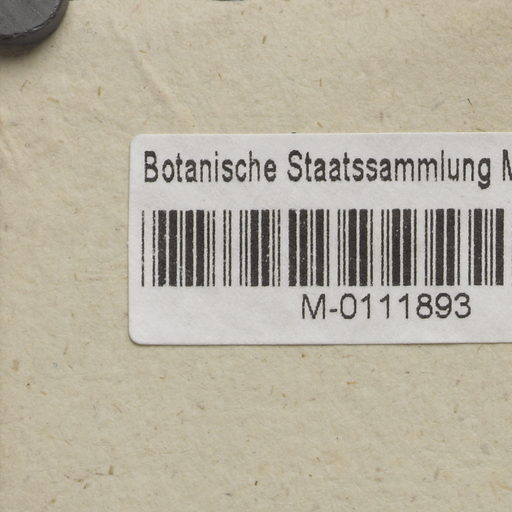 Botanische Staatssammlung M
M-0111893